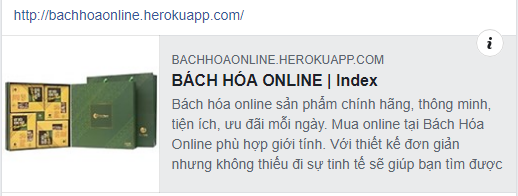 http://bachhoaonline.herokuapp.com/
BACHHOAONLINE.HEROKUAPP.COM
BÁCH HÓA ONLINE | Index
Bách hóa online sản phẩm chính hãng, thông minh,
tiện ích, ưu đãi mỗi ngày. Mua online tại Bách Hóa
Online phù hợp giới tính. Với thiết kế đơn giản
nhưng không thiếu đi sự tinh tế sẽ giúp bạn tìm được